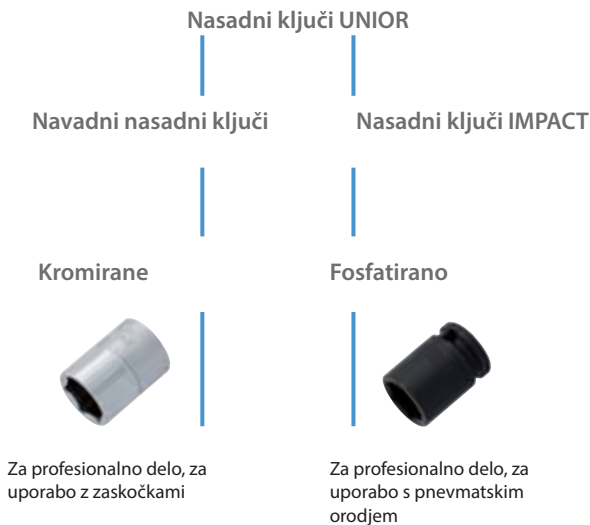 Nasadni ključi UNIOR
Navadni nasadni ključi
Nasadni ključi IMPACT
Kromirane
Fosfatirano
Za profesionalno delo, za
uporabo z zaskočkami
Za profesionalno delo, za
uporabo s pnevmatskim
orodjem